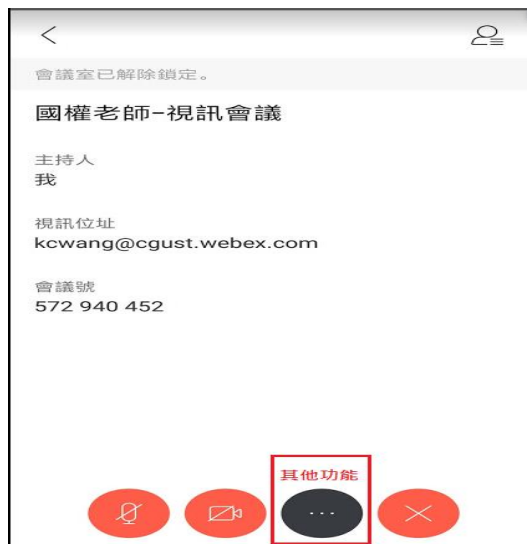 會議室已解除鎖定。
國權老師-視訊會議
主持人
我
視訊位址
kcwang@cgust.webex.com
會議號
572 940 452
其他功能